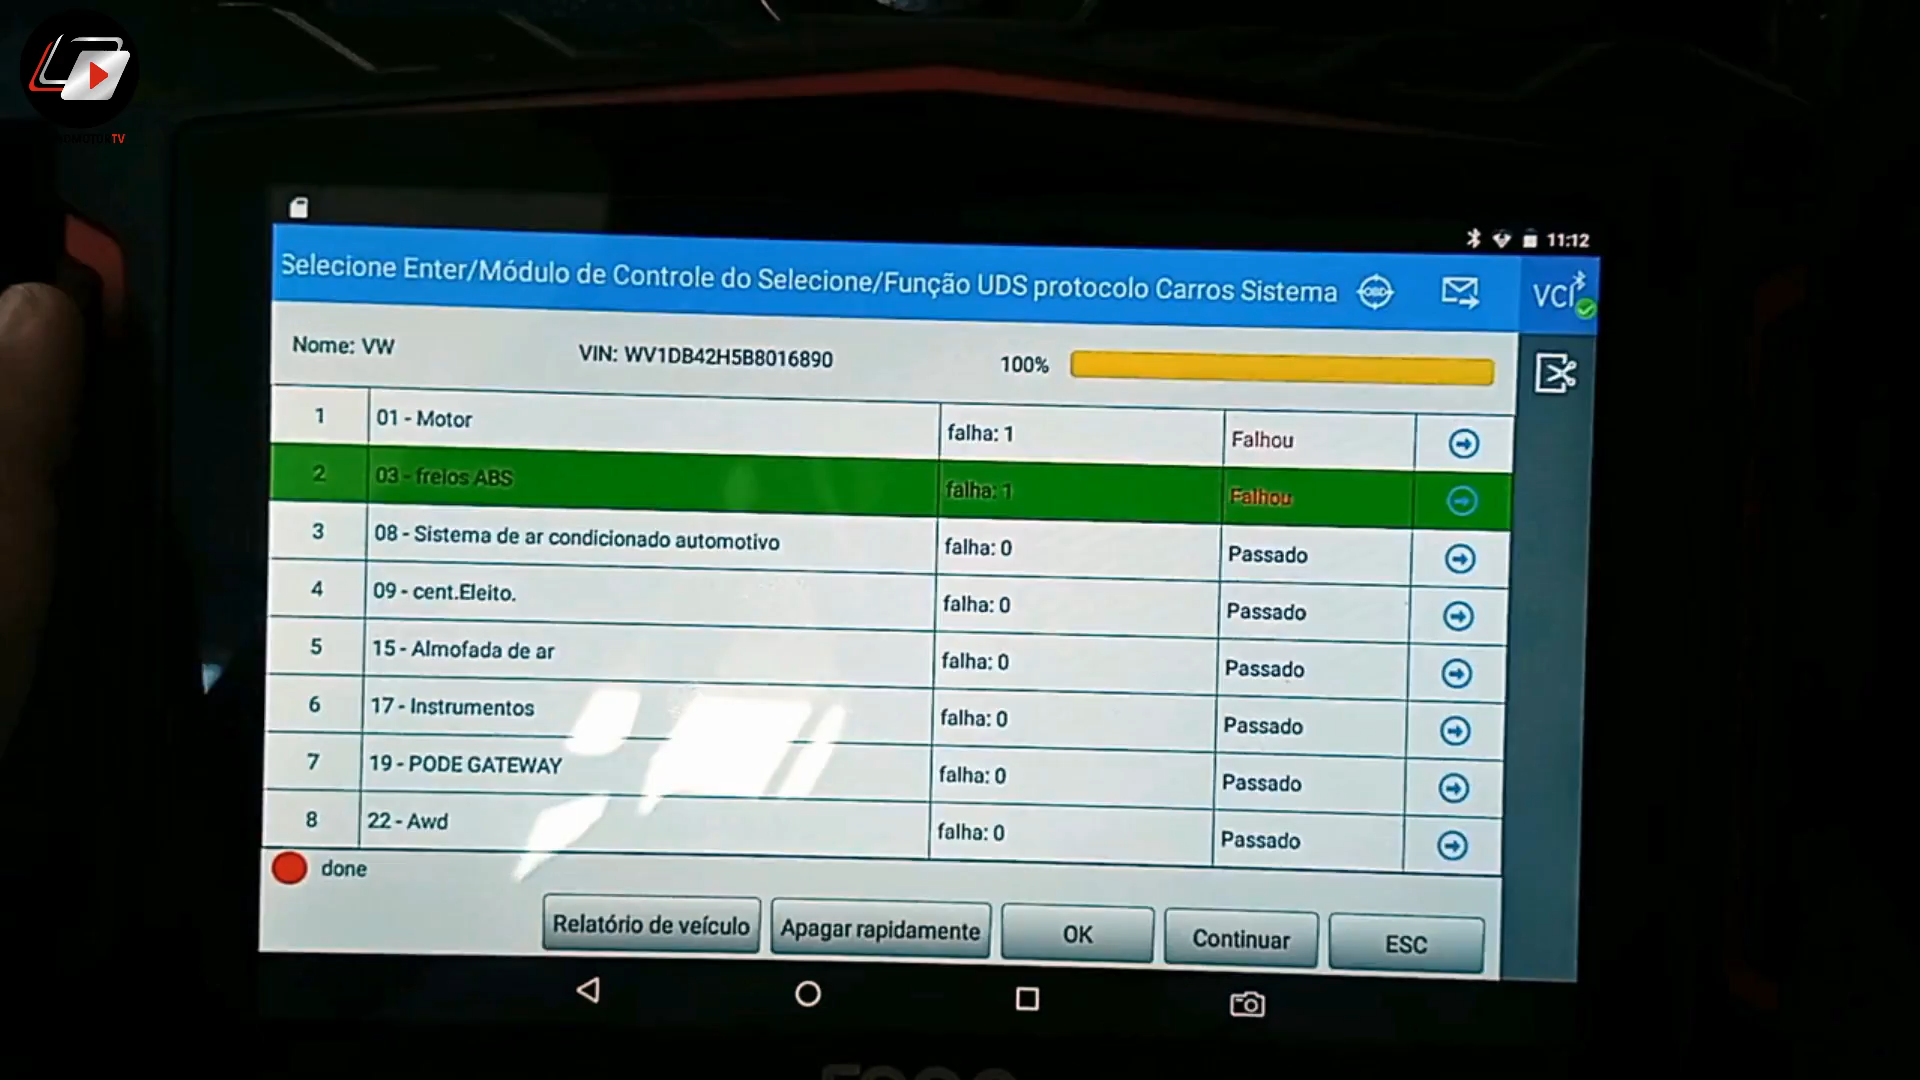 TV
11:12
Selecione Enter/Módulo de Controle do Selecione/Função UDS protocolo Carros Sistema
OBD
VCI
Nome: VW
VIN: WV1DB42H5B8016890
100%
1 01 - Motor falha: 1 Falhou
2 03 - freios ABS falha: 1 Falhou
3 08 - Sistema de ar condicionado automotivo falha: 0 Passado
4 09 - cent.Eleito. falha: 0 Passado
5 15 - Almofada de ar falha: 0 Passado
6 17 - Instrumentos falha: 0 Passado
7 19 - PODE GATEWAY falha: 0 Passado
8 22 - Awd falha: 0 Passado
done
Relatório de veículo
Apagar rapidamente
OK
Continuar
ESC